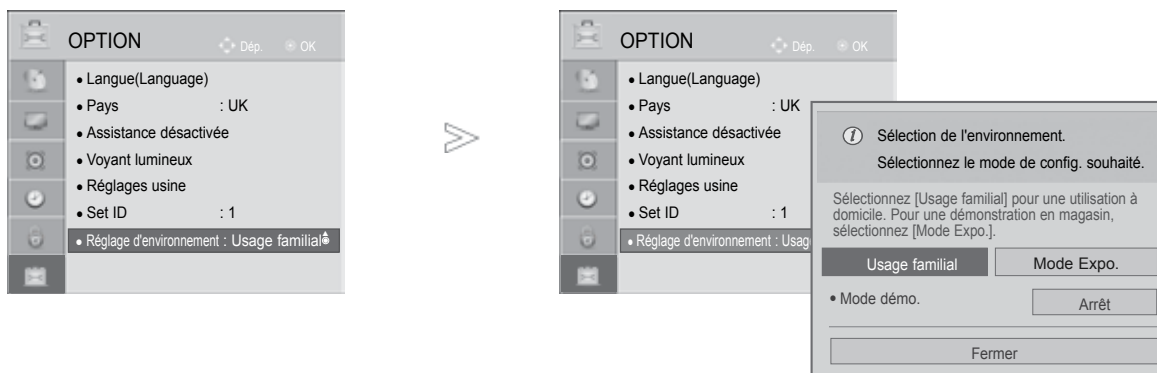 OPTION
Dép. OK
• Langue(Language)
• Pays : UK
• Assistance désactivée
• Voyant lumineux
• Réglages usine
• Set ID : 1
• Réglage d'environnement : Usage familial
OPTION
Dép. OK
• Langue(Language)
• Pays : UK
• Assistance désactivée
• Voyant lumineux
• Réglages usine
• Set ID : 1
• Réglage d'environnement : Usag
Sélection de l'environnement.
Sélectionnez le mode de config. souhaité.
Sélectionnez [Usage familial] pour une utilisation à
domicile. Pour une démonstration en magasin,
sélectionnez [Mode Expo.].
Usage familial Mode Expo.
• Mode démo. Arrêt
Fermer